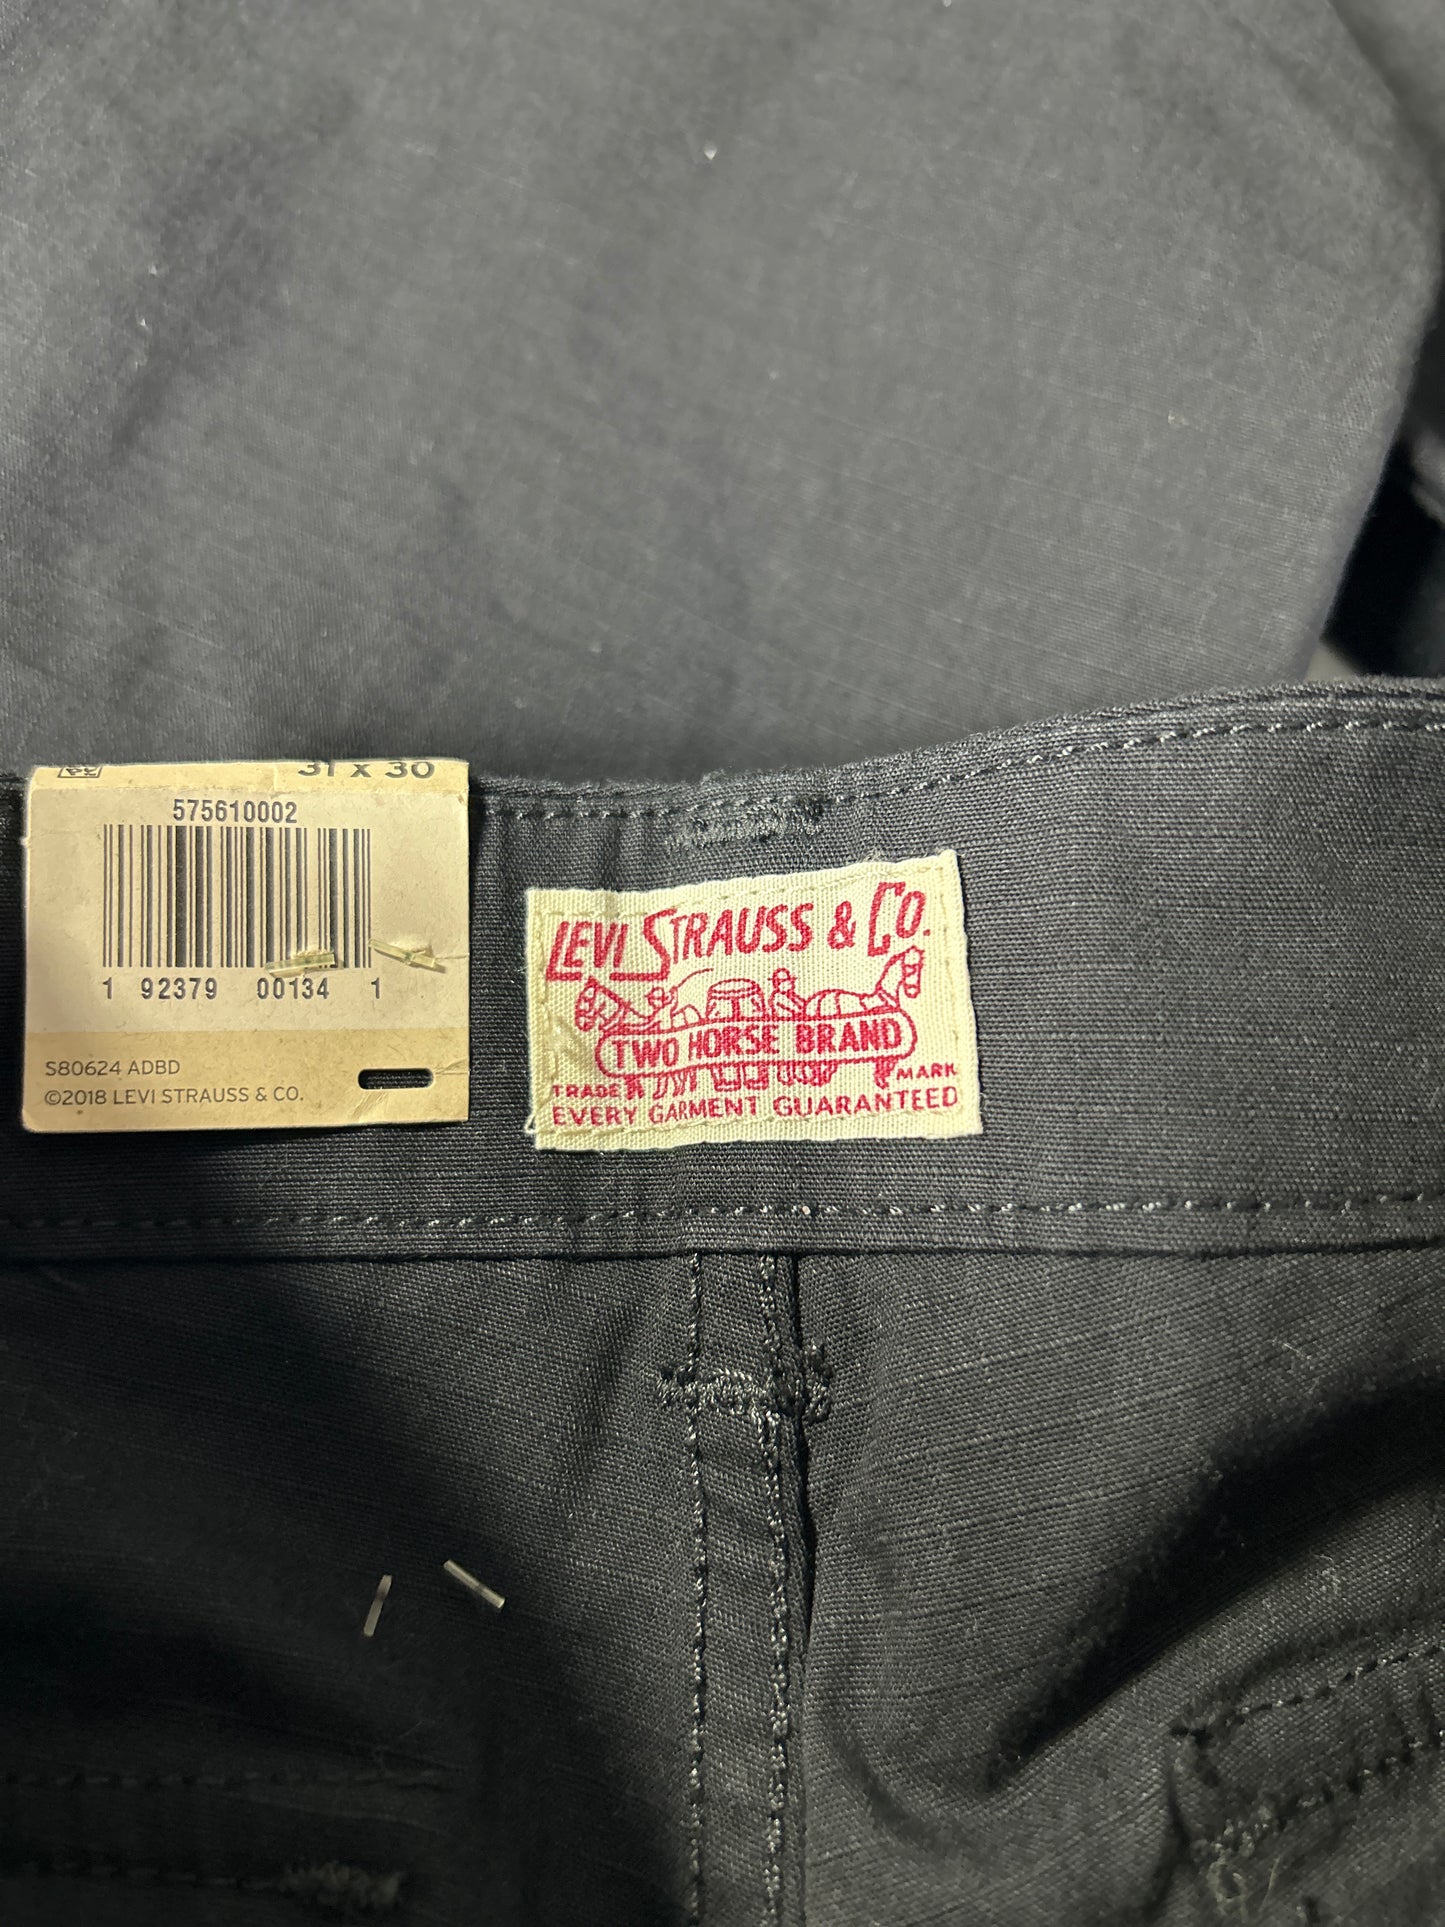 31 x 30
575610002
1 92379 00134 1
S80624 ADBD
©2018 LEVI STRAUSS & CO.
LEVI STRAUSS & CO.
TWO HORSE BRAND
TRADE MARK
EVERY GARMENT GUARANTEED